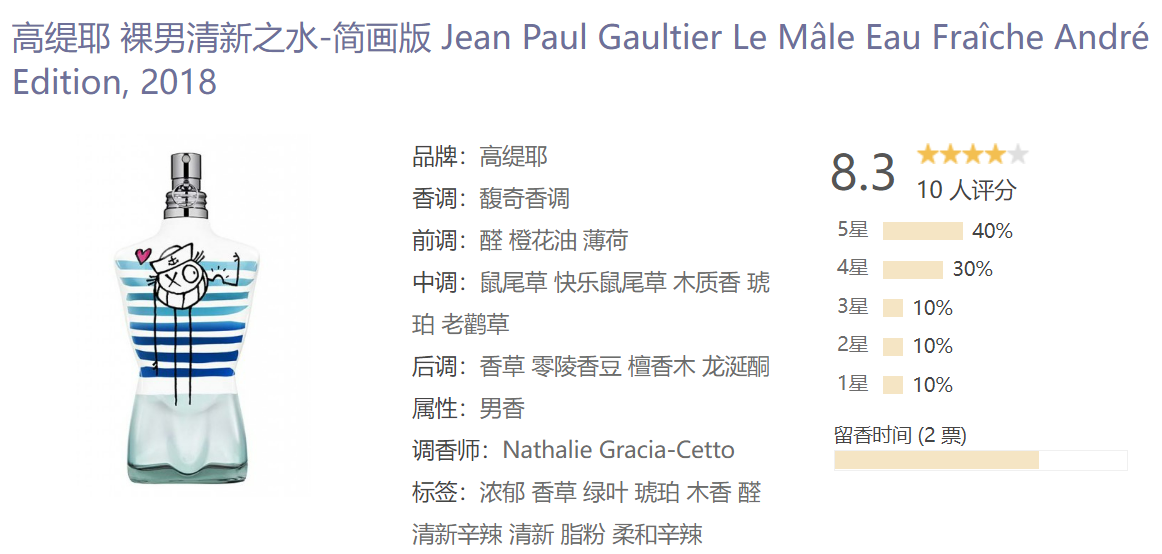 高缇耶 裸男清新之水-简画版 Jean Paul Gaultier Le Mâle Eau Fraîche André
Edition, 2018
品牌：高缇耶
香调：馥奇香调
前调：醛 橙花油 薄荷
中调：鼠尾草 快乐鼠尾草 木质香 琥
珀 老鹳草
后调：香草 零陵香豆 檀香木 龙涎酮
属性：男香
调香师：Nathalie Gracia-Cetto
标签：浓郁 香草 绿叶 琥珀 木香 醛
清新辛辣 清新 脂粉 柔和辛辣
8.3
10 人评分
5星 40%
4星 30%
3星 10%
2星 10%
1星 10%
留香时间 (2 票)